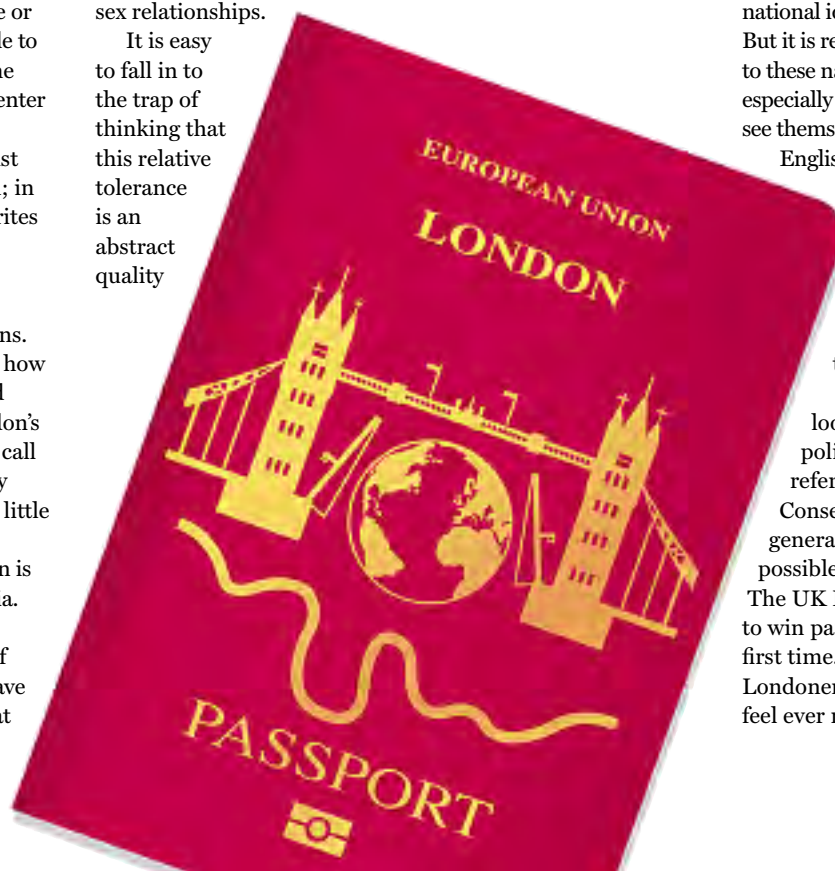 e or
le to
ne
enter
st
; in
rites
ns.
how
l
lon's
call
y
little
n is
ia.
f
ave
at
sex relationships.
It is easy
to fall in to
the trap of
thinking that
this relative
tolerance
is an
abstract
quality
EUROPEAN UNION
LONDON
PASSPORT
national i
But it is re
to these na
especially
see thems
Englis
t
loo
poli
refer
Conse
genera
possible
The UK
to win pa
first time.
Londoner
feel ever